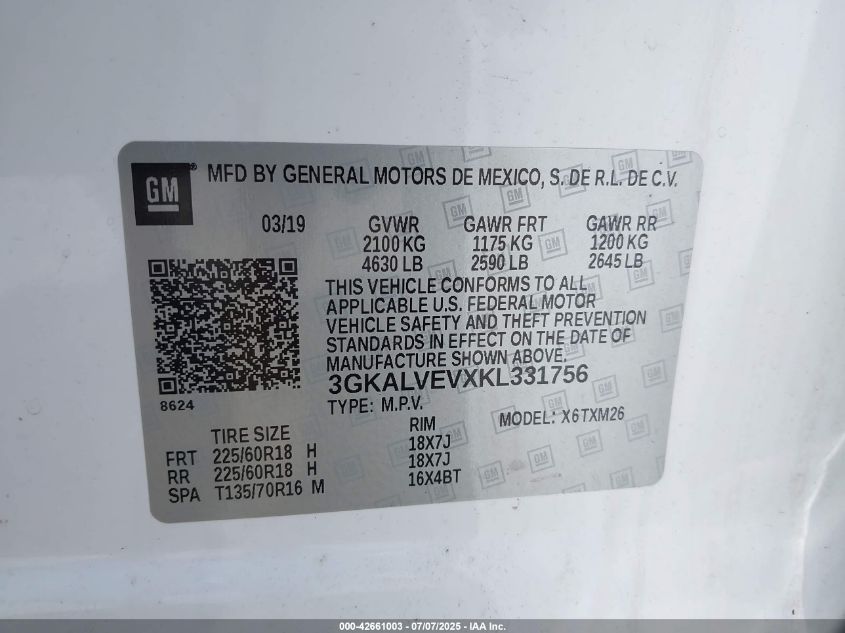 GM® MFD BY GENERAL MOTORS DE MEXICO, S. DE R.L. DE C.V.
03/19 GVWR GAWR FRT GAWR RR
2100 KG 1175 KG 1200 KG
4630 LB 2590 LB 2645 LB
THIS VEHICLE CONFORMS TO ALL
APPLICABLE U.S. FEDERAL MOTOR
VEHICLE SAFETY AND THEFT PREVENTION
STANDARDS IN EFFECT ON THE DATE OF
MANUFACTURE SHOWN ABOVE.
3GKALVEVXKL331756
8624
TYPE: M.P.V. MODEL: X6TXM26
TIRE SIZE RIM
FRT 225/60R18 H 18X7J
RR 225/60R18 H 18X7J
SPA T135/70R16 M 16X4BT
000-42661003 - 07/07/2025 - IAA Inc.